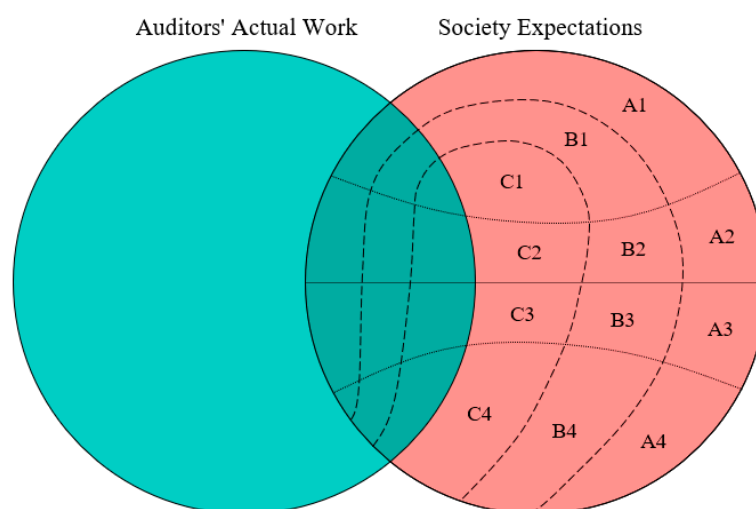 Auditors' Actual Work Society Expectations
A1
B1
C1
A2
B2
C2
C3
B3
A3
C4
B4
A4